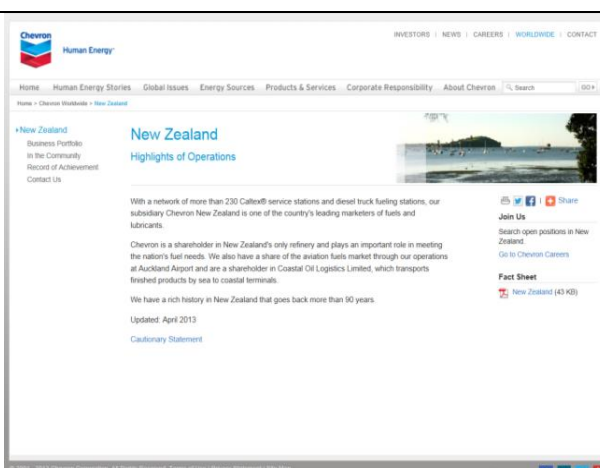 Chevron
Human Energy·
INVESTORS | NEWS | CAREERS | WORLDWIDE | CONTACT
Home Human Energy Stories Global Issues Energy Sources Products & Services Corporate Responsibility About Chevron Search GO
Home > Chevron Worldwide > New Zealand
New Zealand
Business Portfolio
In the Community
Record of Achievement
Contact Us
New Zealand
Highlights of Operations
With a network of more than 230 Caltex® service stations and diesel truck fueling stations, our
subsidiary Chevron New Zealand is one of the country's leading marketers of fuels and
lubricants.
Chevron is a shareholder in New Zealand's only refinery and plays an important role in meeting
the nation's fuel needs. We also have a share of the aviation fuels market through our operations
at Auckland Airport and are a shareholder in Coastal Oil Logistics Limited, which transports
finished products by sea to coastal terminals.
We have a rich history in New Zealand that goes back more than 90 years.
Updated: April 2013
Cautionary Statement
| Share
Join Us
Search open positions in New
Zealand.
Go to Chevron Careers
Fact Sheet
New Zealand (43 KB)